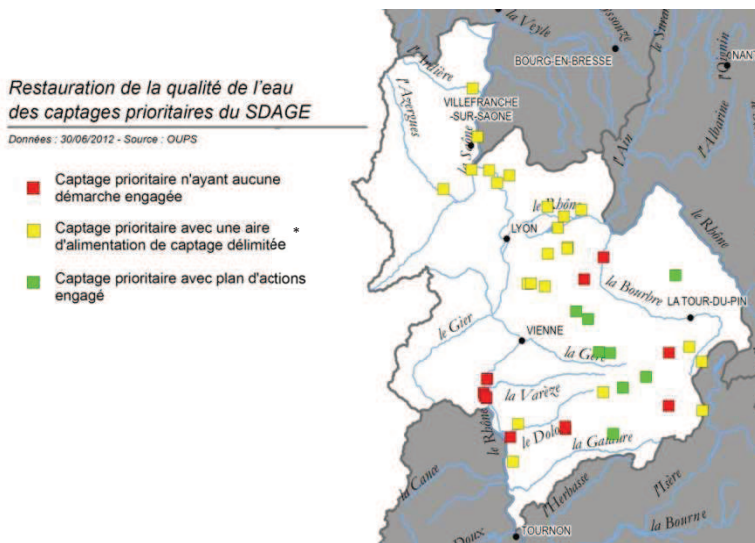 Restauration de la qualité de l'eau
des captages prioritaires du SDAGE
Données : 30/06/2012 - Source : OUPS
Captage prioritaire n'ayant aucune
démarche engagée
Captage prioritaire avec une aire *
d'alimentation de captage délimitée
Captage prioritaire avec plan d'actions
engagé
la Veyle
BOURG-EN-BRESSE
l'Oignin
NANT
l'Ardière
l'Azergues
VILLEFRANCHE
-SUR-SAONE
la Saône
l'Ain
l'Albarine
le Rhône
le Rhône
LYON
la Bourbre
LA TOUR-DU-PIN
le Gier
VIENNE
la Gère
la Varèze
le Rhône
le Dolon
la Galaure
la Cance
l'Herbasse
l'Isère
Doux
TOURNON
la Bourne